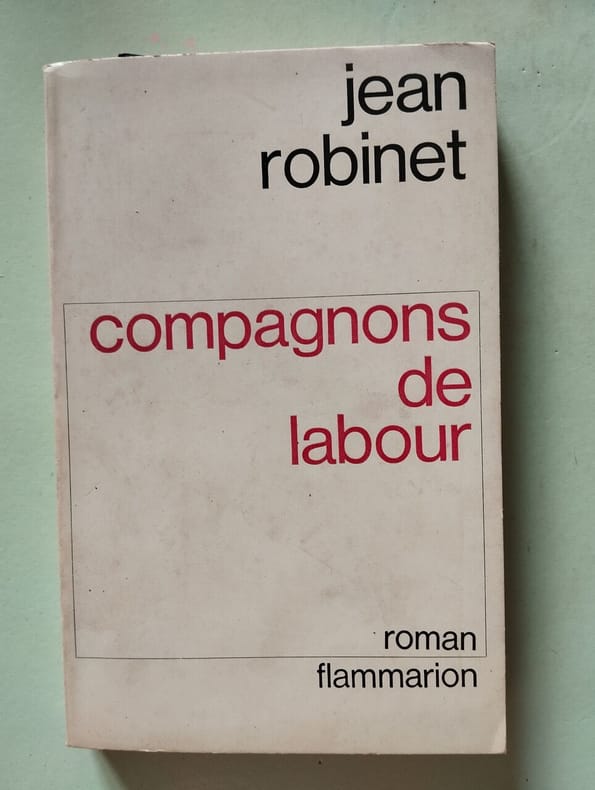 jean
robinet
compagnons
de
labour
roman
flammarion